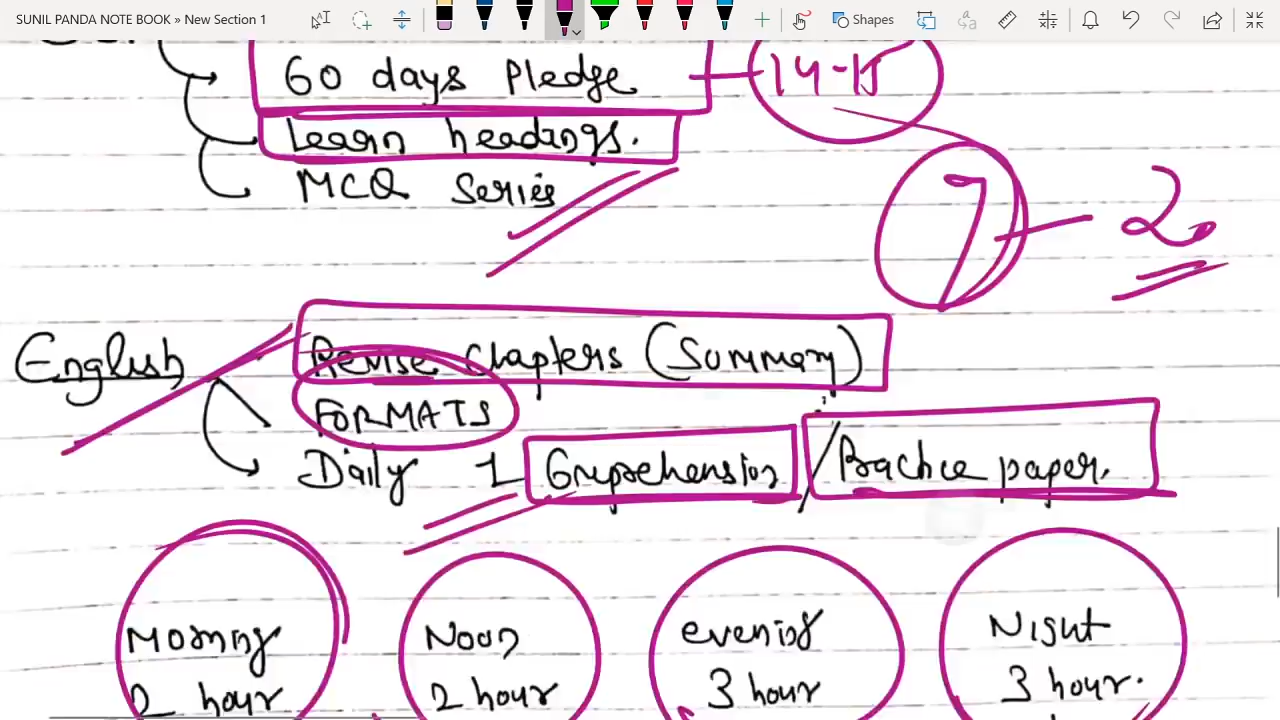 SUNIL PANDA NOTE BOOK » New Section 1
Shapes
60 days Pledge 14-15
Learn headings.
MCQ Series
7 - 2.
English Revise chapters (Summary)
FORMATS
Daily 1 Comprehension / Practice paper.
Morning Noon evening Night
2 hour 2 hour 3 hour 3 hour.